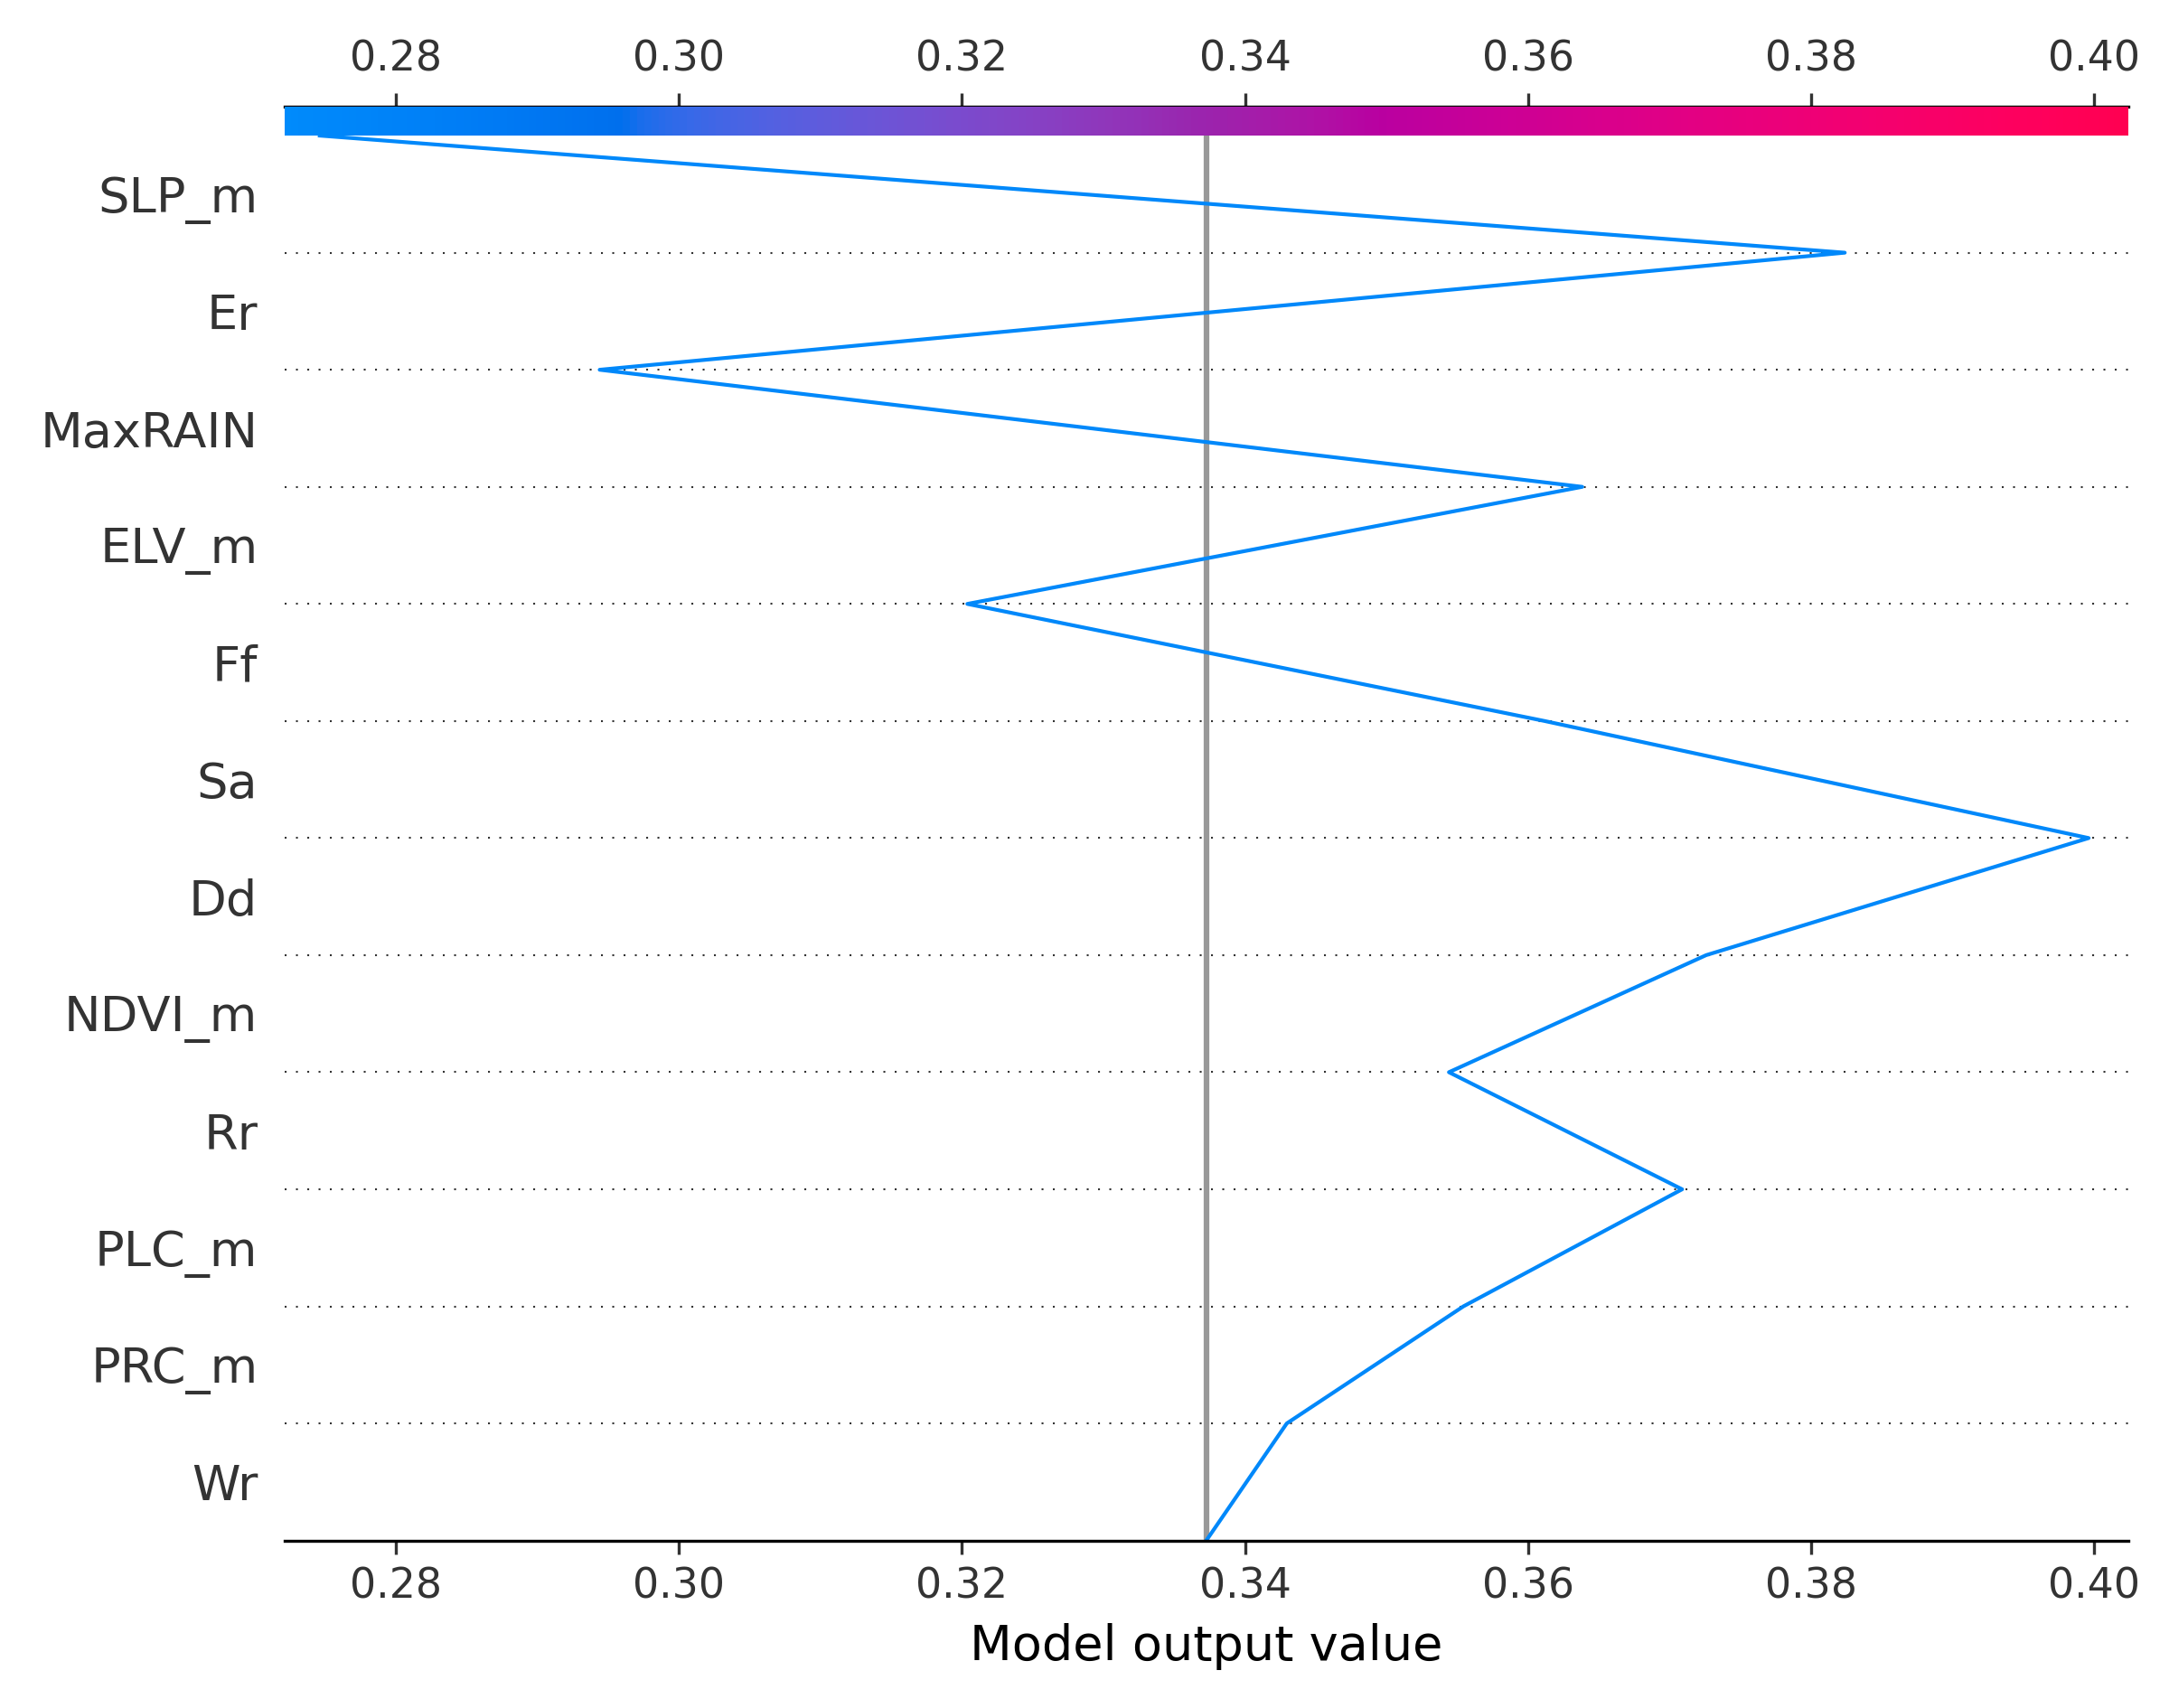 0.28 0.30 0.32 0.34 0.36 0.38 0.40
SLP_m
Er
MaxRAIN
ELV_m
Ff
Sa
Dd
NDVI_m
Rr
PLC_m
PRC_m
Wr
0.28 0.30 0.32 0.34 0.36 0.38 0.40
Model output value